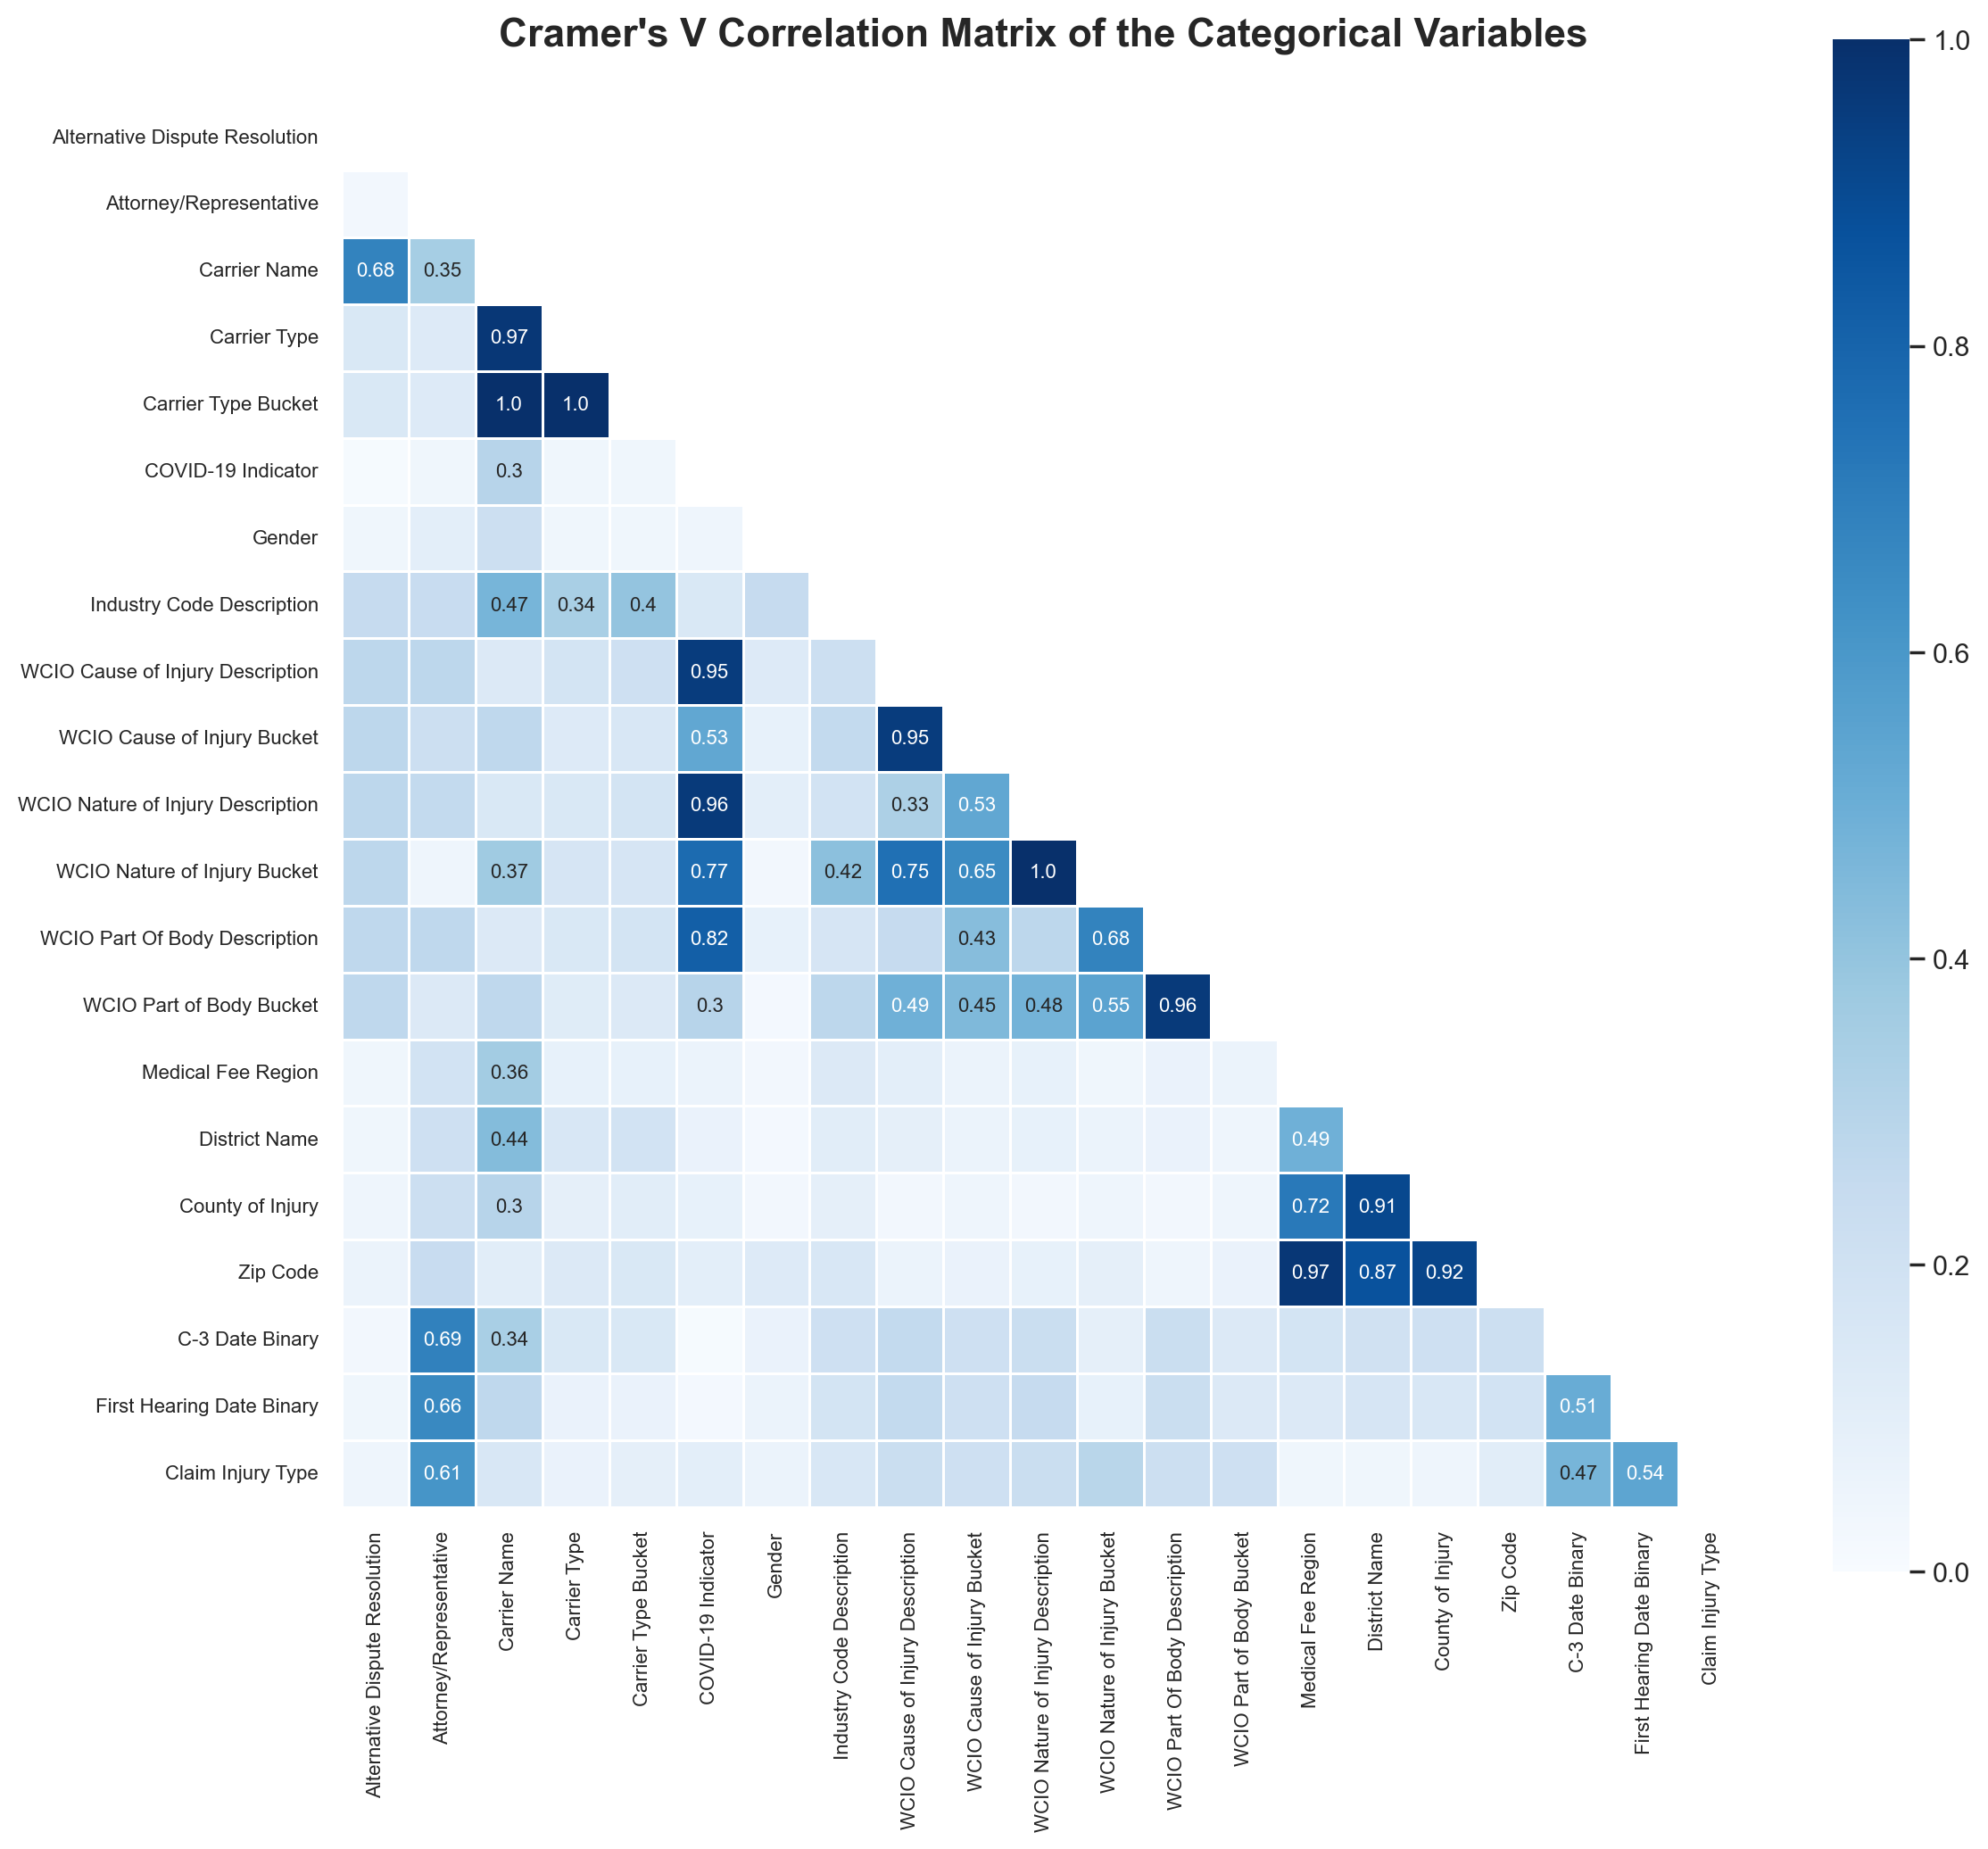 Cramer's V Correlation Matrix of the Categorical Variables
1.0
Alternative Dispute Resolution
Attorney/Representative
Carrier Name 0.68 0.35
Carrier Type 0.97
0.8
Carrier Type Bucket 1.0 1.0
COVID-19 Indicator 0.3
Gender
Industry Code Description 0.47 0.34 0.4
0.6
WCIO Cause of Injury Description 0.95
WCIO Cause of Injury Bucket 0.53 0.95
WCIO Nature of Injury Description 0.96 0.33 0.53
WCIO Nature of Injury Bucket 0.37 0.77 0.42 0.75 0.65 1.0
WCIO Part Of Body Description 0.82 0.43 0.68
0.4
WCIO Part of Body Bucket 0.3 0.49 0.45 0.48 0.55 0.96
Medical Fee Region 0.36
District Name 0.44 0.49
County of Injury 0.3 0.72 0.91
Zip Code 0.97 0.87 0.92
0.2
C-3 Date Binary 0.69 0.34
First Hearing Date Binary 0.66 0.51
Claim Injury Type 0.61 0.47 0.54
0.0
Alternative Dispute Resolution
Attorney/Representative
Carrier Name
Carrier Type
Carrier Type Bucket
COVID-19 Indicator
Gender
Industry Code Description
WCIO Cause of Injury Description
WCIO Cause of Injury Bucket
WCIO Nature of Injury Description
WCIO Nature of Injury Bucket
WCIO Part Of Body Description
WCIO Part of Body Bucket
Medical Fee Region
District Name
County of Injury
Zip Code
C-3 Date Binary
First Hearing Date Binary
Claim Injury Type